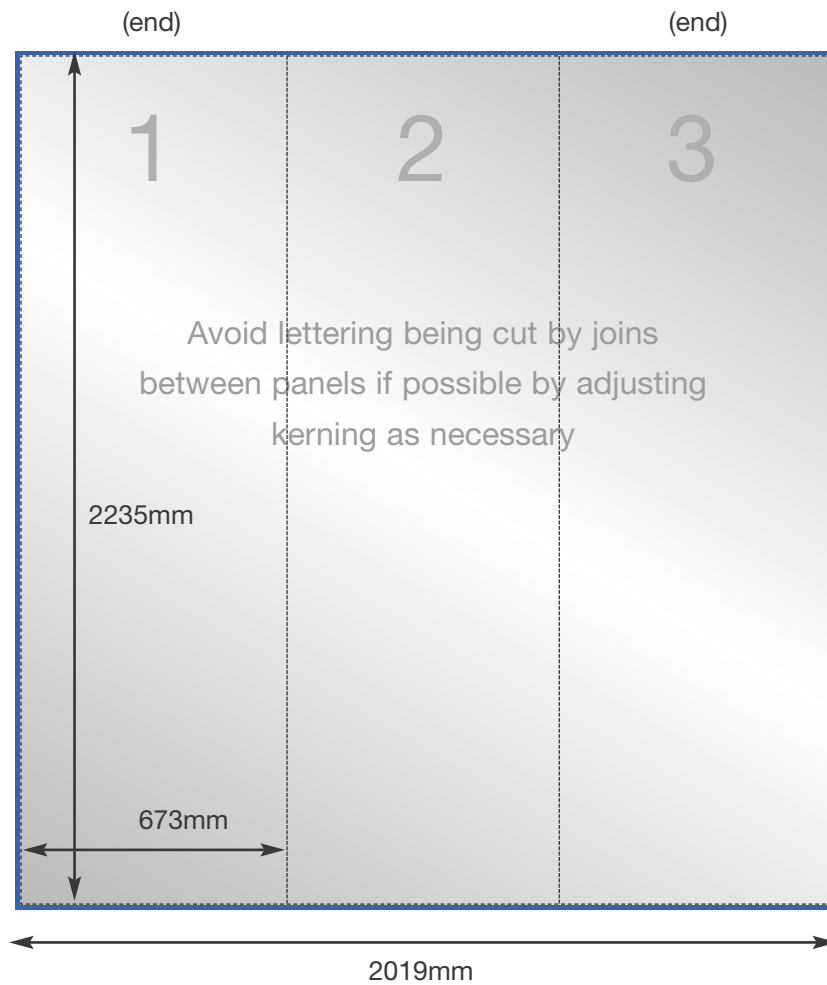 (end) (end)
1 2 3
Avoid lettering being cut by joins
between panels if possible by adjusting
kerning as necessary
2235mm
673mm
2019mm